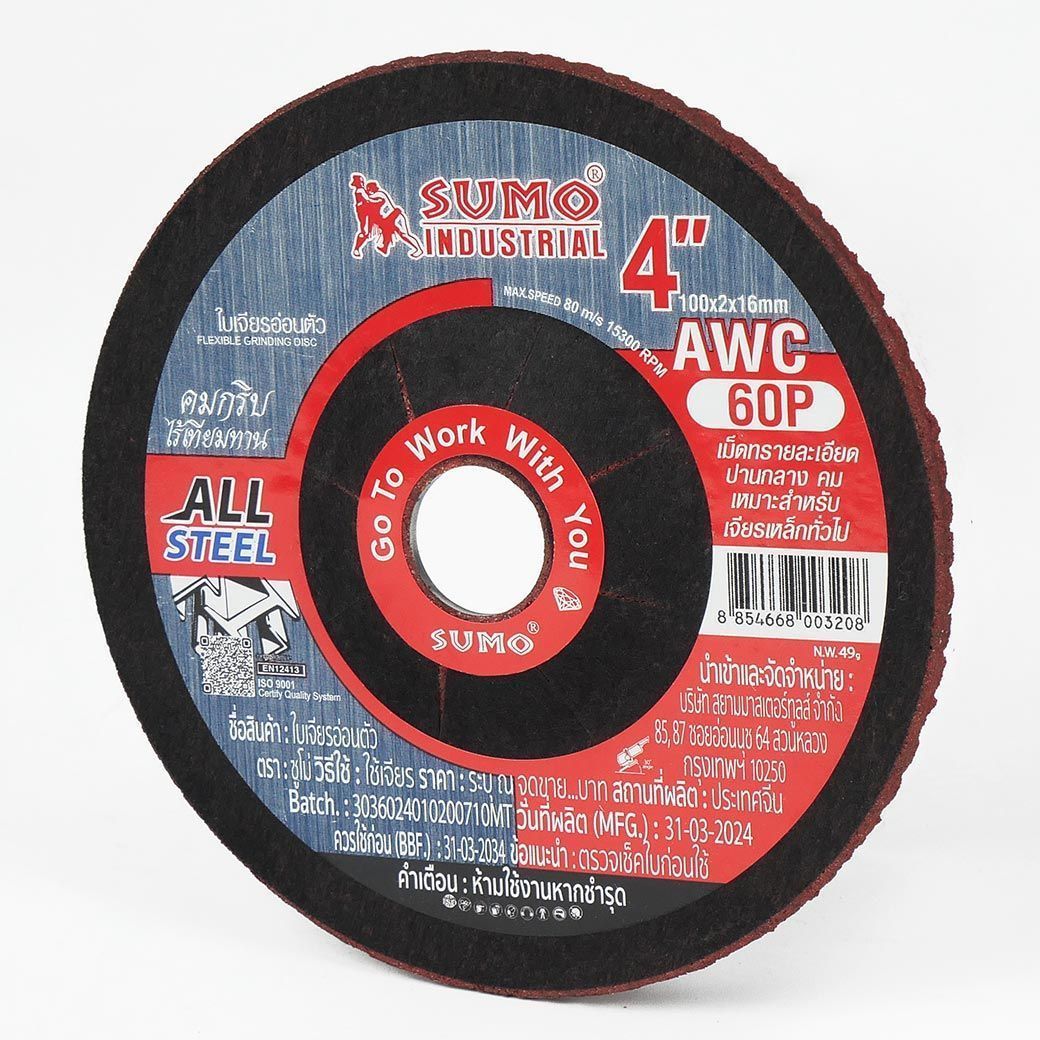 SUMO®
INDUSTRIAL
4"
100x2x16mm
MAX.SPEED 80 m/s 15300 RPM
AWC
60P
ใบเจียรอ่อนตัว
FLEXIBLE GRINDING DISC
คมกริบ
ไร้เทียมทาน
ALL
STEEL
Go To Work With You
SUMO®
เม็ดทรายละเอียด
ปานกลาง คม
เหมาะสำหรับ
เจียรเหล็กทั่วไป
8 854668 003208
N.W. 49g
EN12413
ISO 9001
Certify Quality System
นำเข้าและจัดจำหน่าย :
บริษัท สยามมาสเตอร์ทูลส์ จำกัด
85, 87 ซอยอ่อนนุช 64 สวนหลวง
กรุงเทพฯ 10250
30°
ชื่อสินค้า : ใบเจียรอ่อนตัว
ตรา : ซูโม่ วิธีใช้ : ใช้เจียร ราคา : ระบุ ณ จุดขาย...บาท สถานที่ผลิต : ประเทศจีน
Batch. : 3036024010200710MT วันที่ผลิต (MFG.) : 31-03-2024
ควรใช้ก่อน (BBF.) : 31-03-2034 ข้อแนะนำ : ตรวจเช็คใบก่อนใช้
คำเตือน : ห้ามใช้งานหากชำรุด